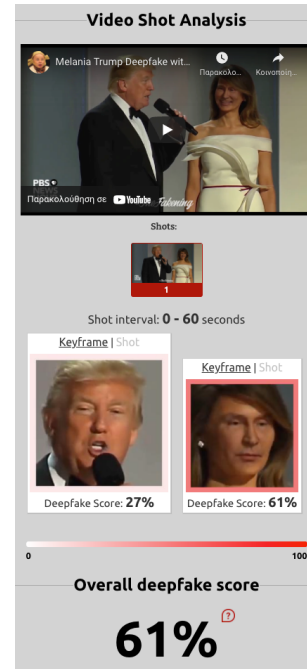 Video Shot Analysis
Melania Trump Deepfake wit...
Παρακολο...
Κοινοποίη...
PBS
NEWS
Παρακολούθηση σε YouTube
Shots:
1
Shot interval: 0 - 60 seconds
Keyframe | Shot
Keyframe | Shot
Deepfake Score: 27%
Deepfake Score: 61%
0
100
Overall deepfake score
61% ?